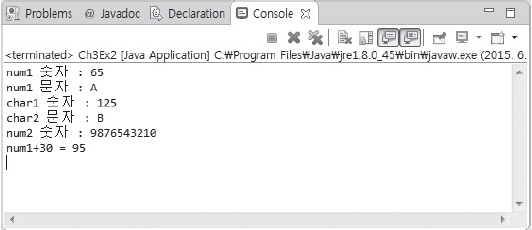 Problems @ Javadoc Declaration Console
<terminated> Ch3Ex2 [Java Application] C:₩Program Files₩Java₩jre1.8.0_45₩bin₩javaw.exe (2015. 6.
num1 숫자 : 65
num1 문자 : A
char1 숫자 : 125
char2 문자 : B
num2 숫자 : 9876543210
num1+30 = 95